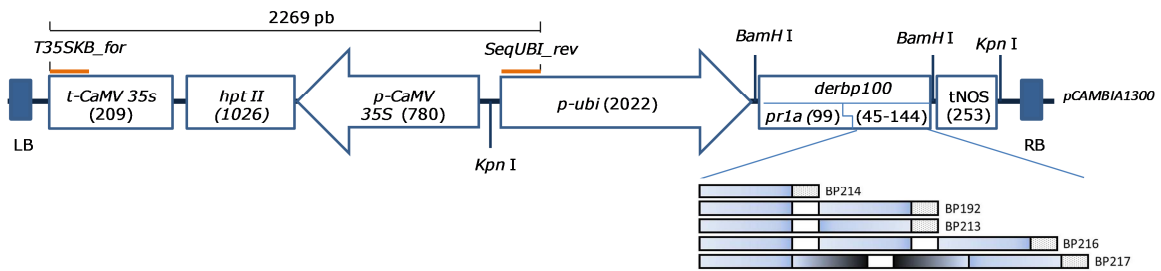 2269 pb
T35SKB_for
SeqUBI_rev
BamH I
BamH I
Kpn I
t-CaMV 35s
(209)
hpt II
(1026)
p-CaMV
35S (780)
p-ubi (2022)
derbp100
pr1a (99)
(45-144)
tNOS
(253)
pCAMBIA1300
LB
Kpn I
RB
BP214
BP192
BP213
BP216
BP217